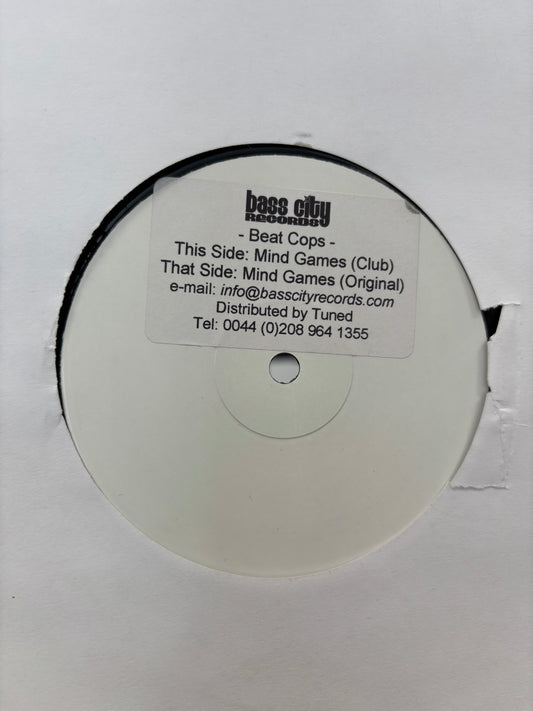 bass city
RECORDS
- Beat Cops -
This Side: Mind Games (Club)
That Side: Mind Games (Original)
e-mail: info@basscityrecords.com
Distributed by Tuned
Tel: 0044 (0)208 964 1355